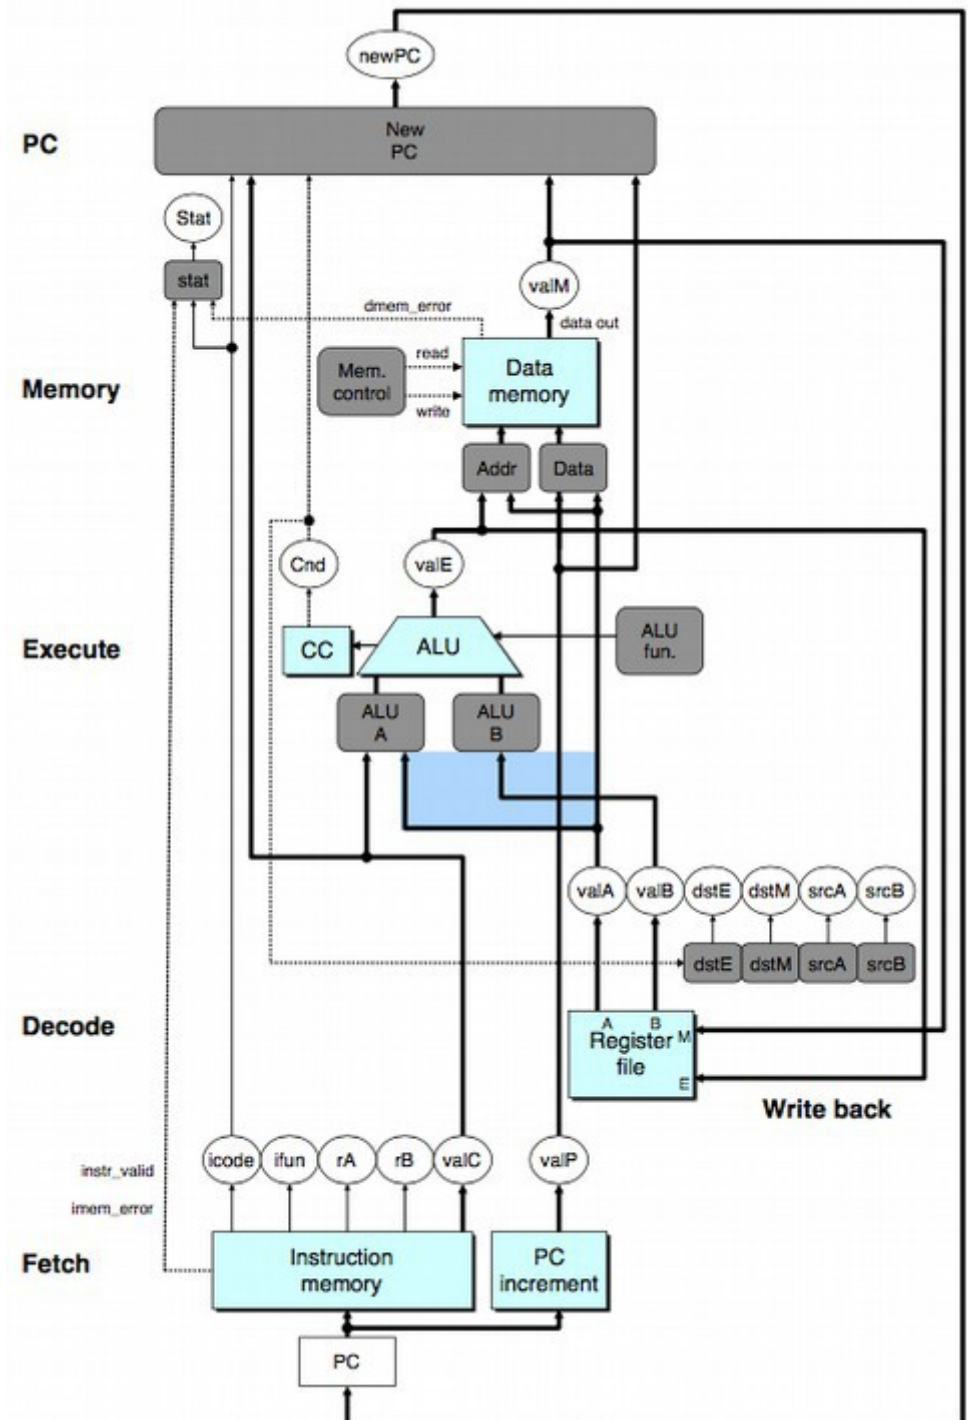 newPC
New
PC
PC
Stat
stat
valM
dmem_error
data out
read
Mem.
control
write
Data
memory
Memory
Addr
Data
Cnd
valE
CC
ALU
ALU
fun.
Execute
ALU
A
ALU
B
valA
valB
dstE
dstM
srcA
srcB
dstE
dstM
srcA
srcB
Decode
A
B
M
Register
file
E
Write back
icode
ifun
rA
rB
valC
valP
instr_valid
imem_error
Fetch
Instruction
memory
PC
increment
PC